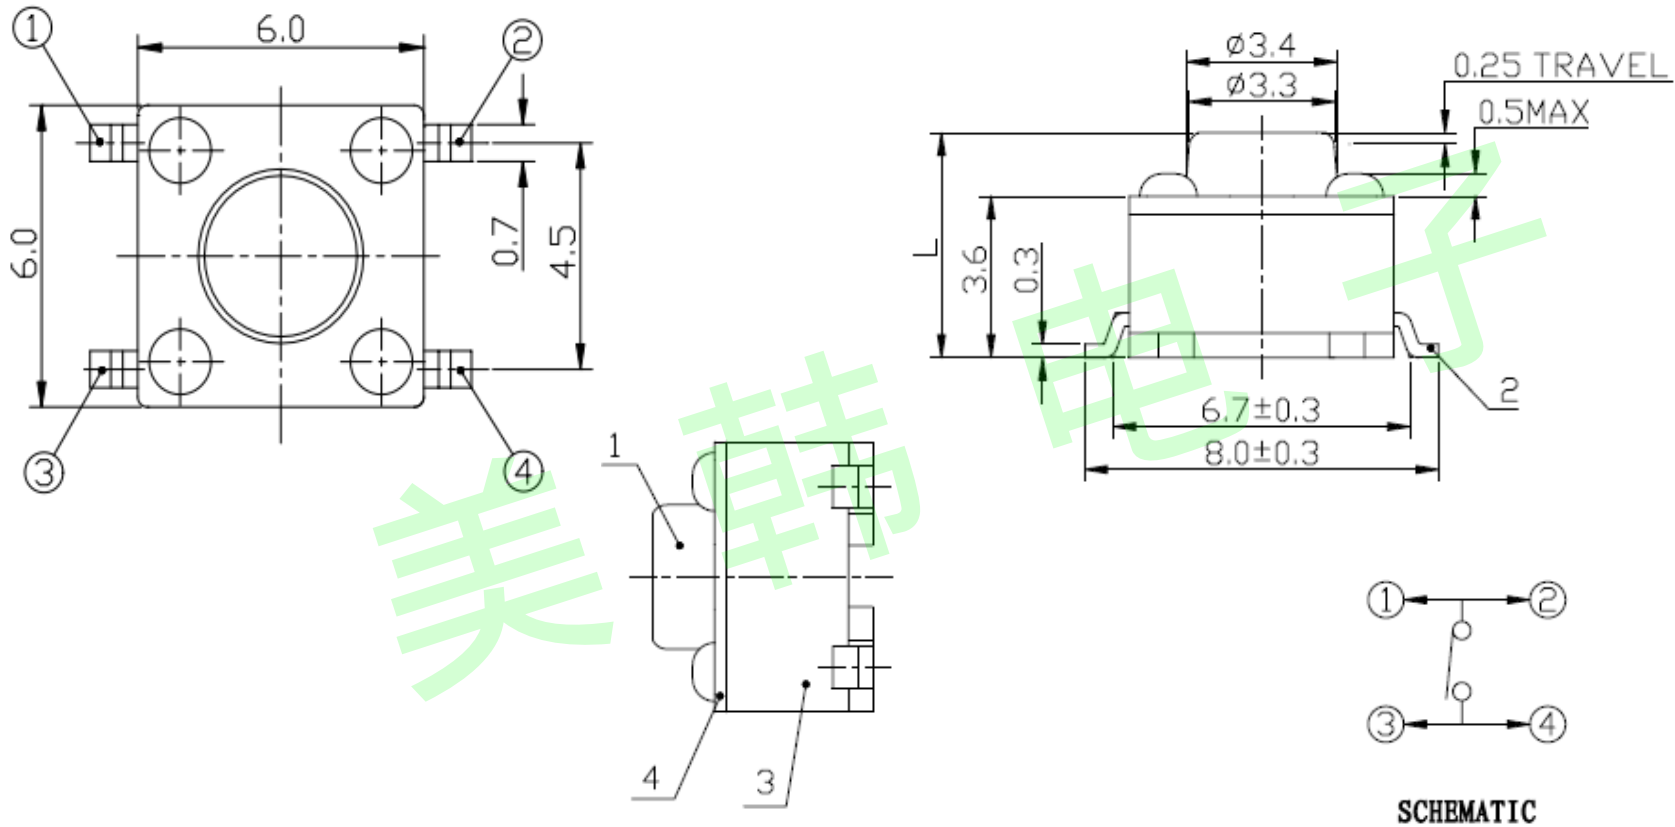 ① 6.0 ②
6.0
0.7
4.5
③ ④
ø3.4
ø3.3
0.25 TRAVEL
0.5MAX
L
3.6
0.3
6.7±0.3
8.0±0.3
2
1
4 3
美韩电子
① ②
③ ④
SCHEMATIC